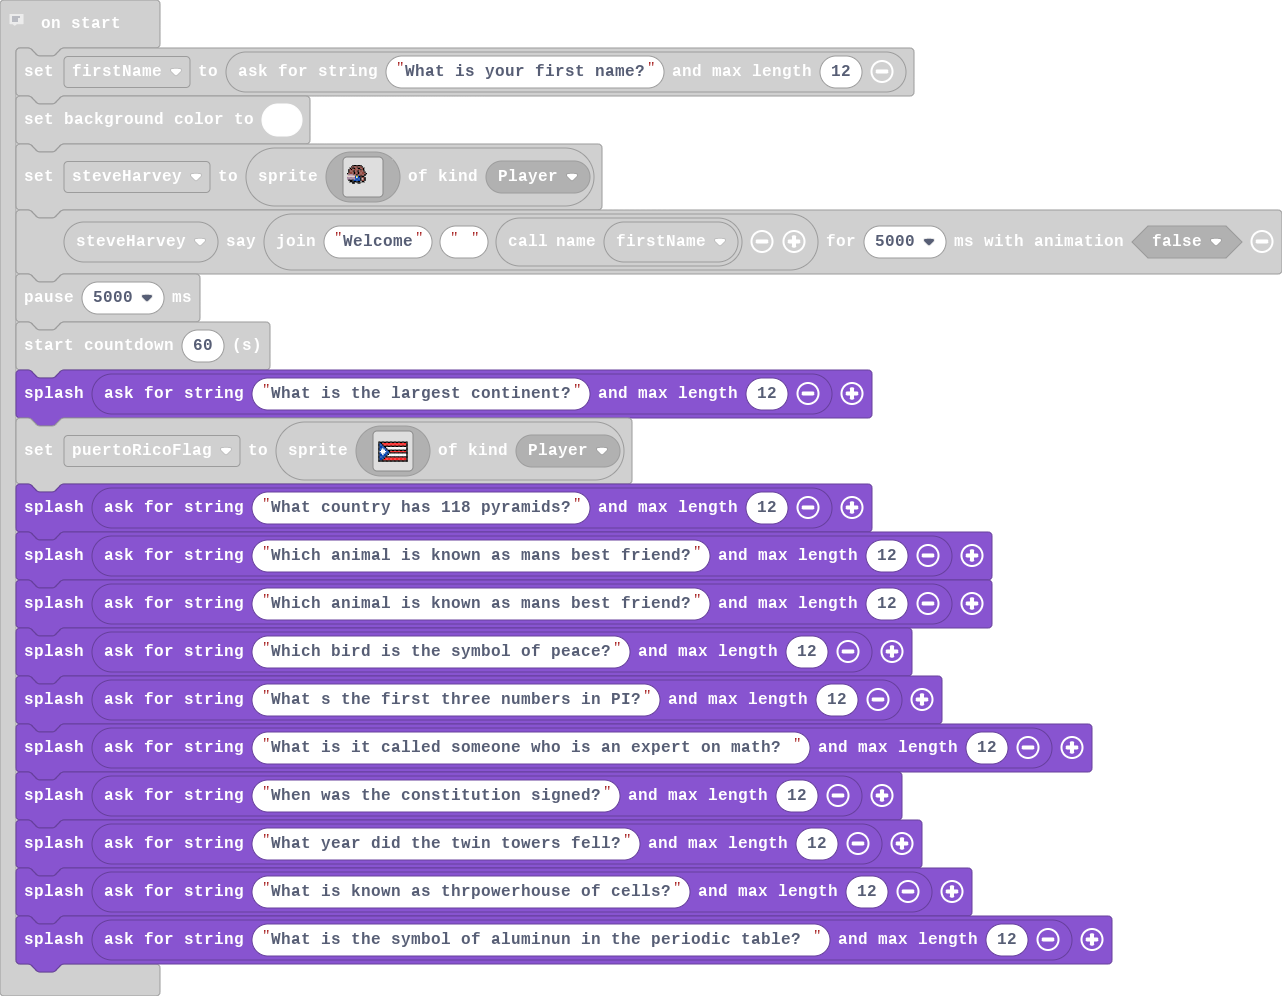 on start
set firstName to ask for string "What is your first name?" and max length 12
set background color to
set steveHarvey to sprite of kind Player
steveHarvey say join "Welcome" " " call name firstName for 5000 ms with animation false
pause 5000 ms
start countdown 60 (s)
splash ask for string "What is the largest continent?" and max length 12
set puertoRicoFlag to sprite of kind Player
splash ask for string "What country has 118 pyramids?" and max length 12
splash ask for string "Which animal is known as mans best friend?" and max length 12
splash ask for string "Which animal is known as mans best friend?" and max length 12
splash ask for string "Which bird is the symbol of peace?" and max length 12
splash ask for string "What s the first three numbers in PI?" and max length 12
splash ask for string "What is it called someone who is an expert on math? " and max length 12
splash ask for string "When was the constitution signed?" and max length 12
splash ask for string "What year did the twin towers fell?" and max length 12
splash ask for string "What is known as thrpowerhouse of cells?" and max length 12
splash ask for string "What is the symbol of aluminun in the periodic table? " and max length 12